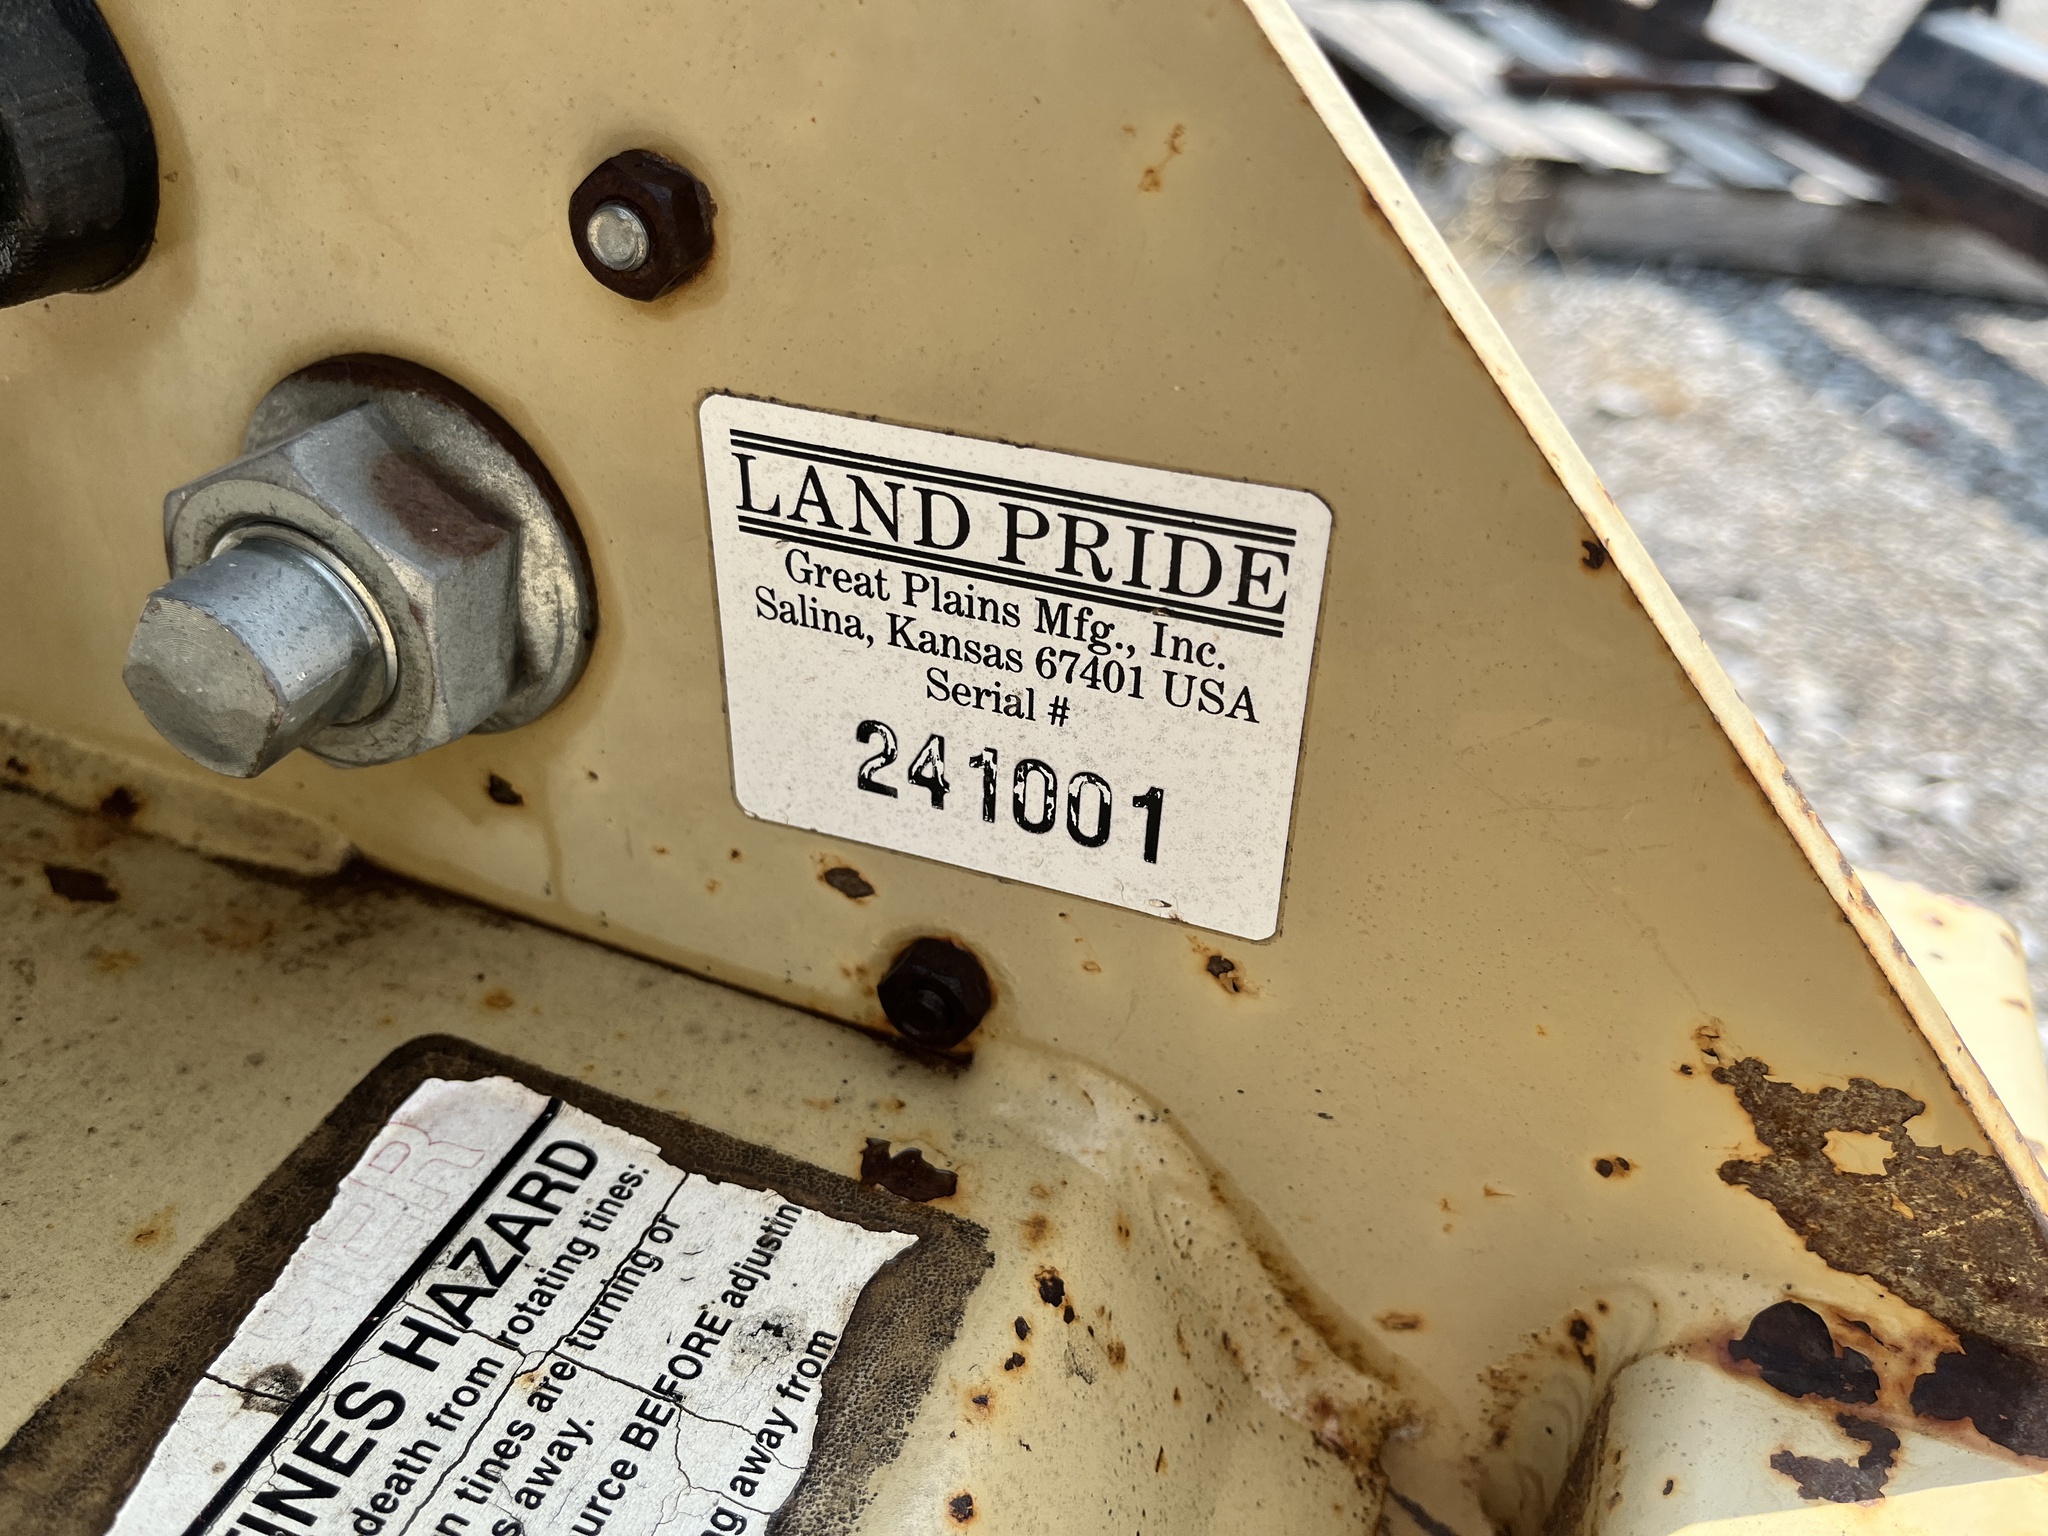 LAND PRIDE
Great Plains Mfg., Inc.
Salina, Kansas 67401 USA
Serial #
241001
HAZARD
death from rotating tines:
tines are turning or
away.
BEFORE adjustin
away from